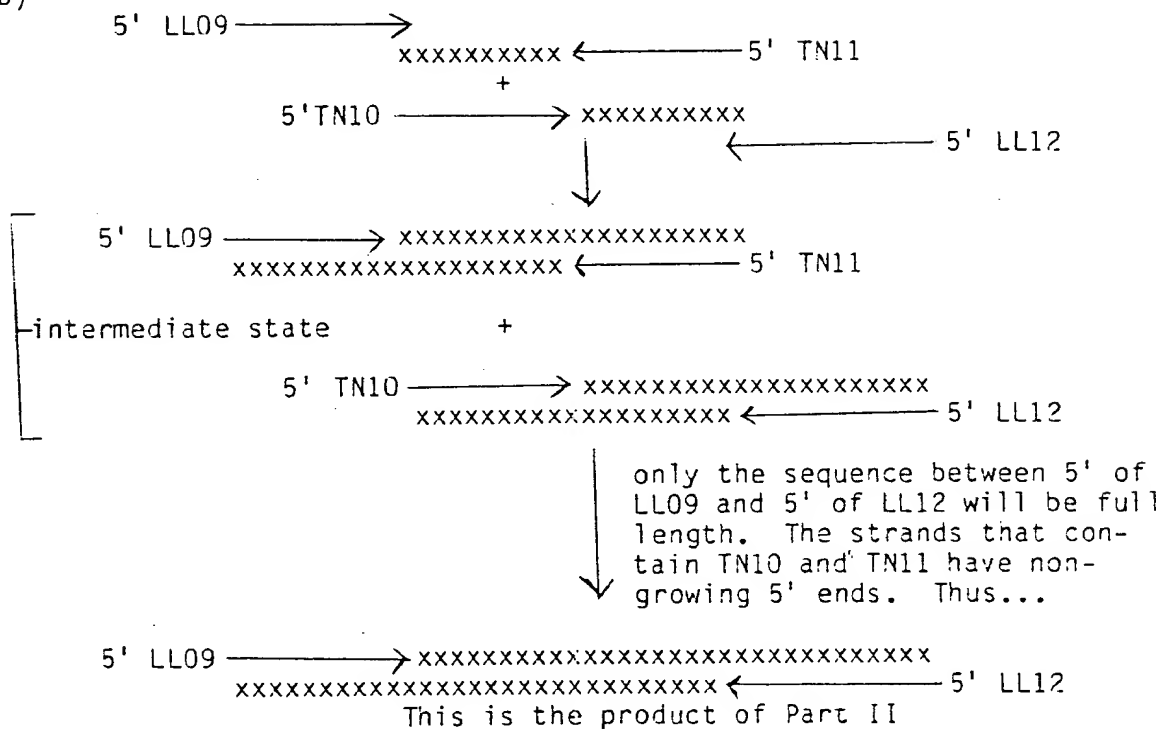 5' LL09
xxxxxxxxxx 5' TN11
+
5'TN10 xxxxxxxxxx
5' LL12
5' LL09 xxxxxxxxxxxxxxxxxxxxx
xxxxxxxxxxxxxxxxxxxx 5' TN11
intermediate state +
5' TN10 xxxxxxxxxxxxxxxxxxxxx
xxxxxxxxxxxxxxxxxxx 5' LL12
only the sequence between 5' of
LL09 and 5' of LL12 will be full
length. The strands that con-
tain TN10 and TN11 have non-
growing 5' ends. Thus...
5' LL09 xxxxxxxxxxxxxxxxxxxxxxxxxxxxxxx
xxxxxxxxxxxxxxxxxxxxxxxxxxxxx 5' LL12
This is the product of Part II